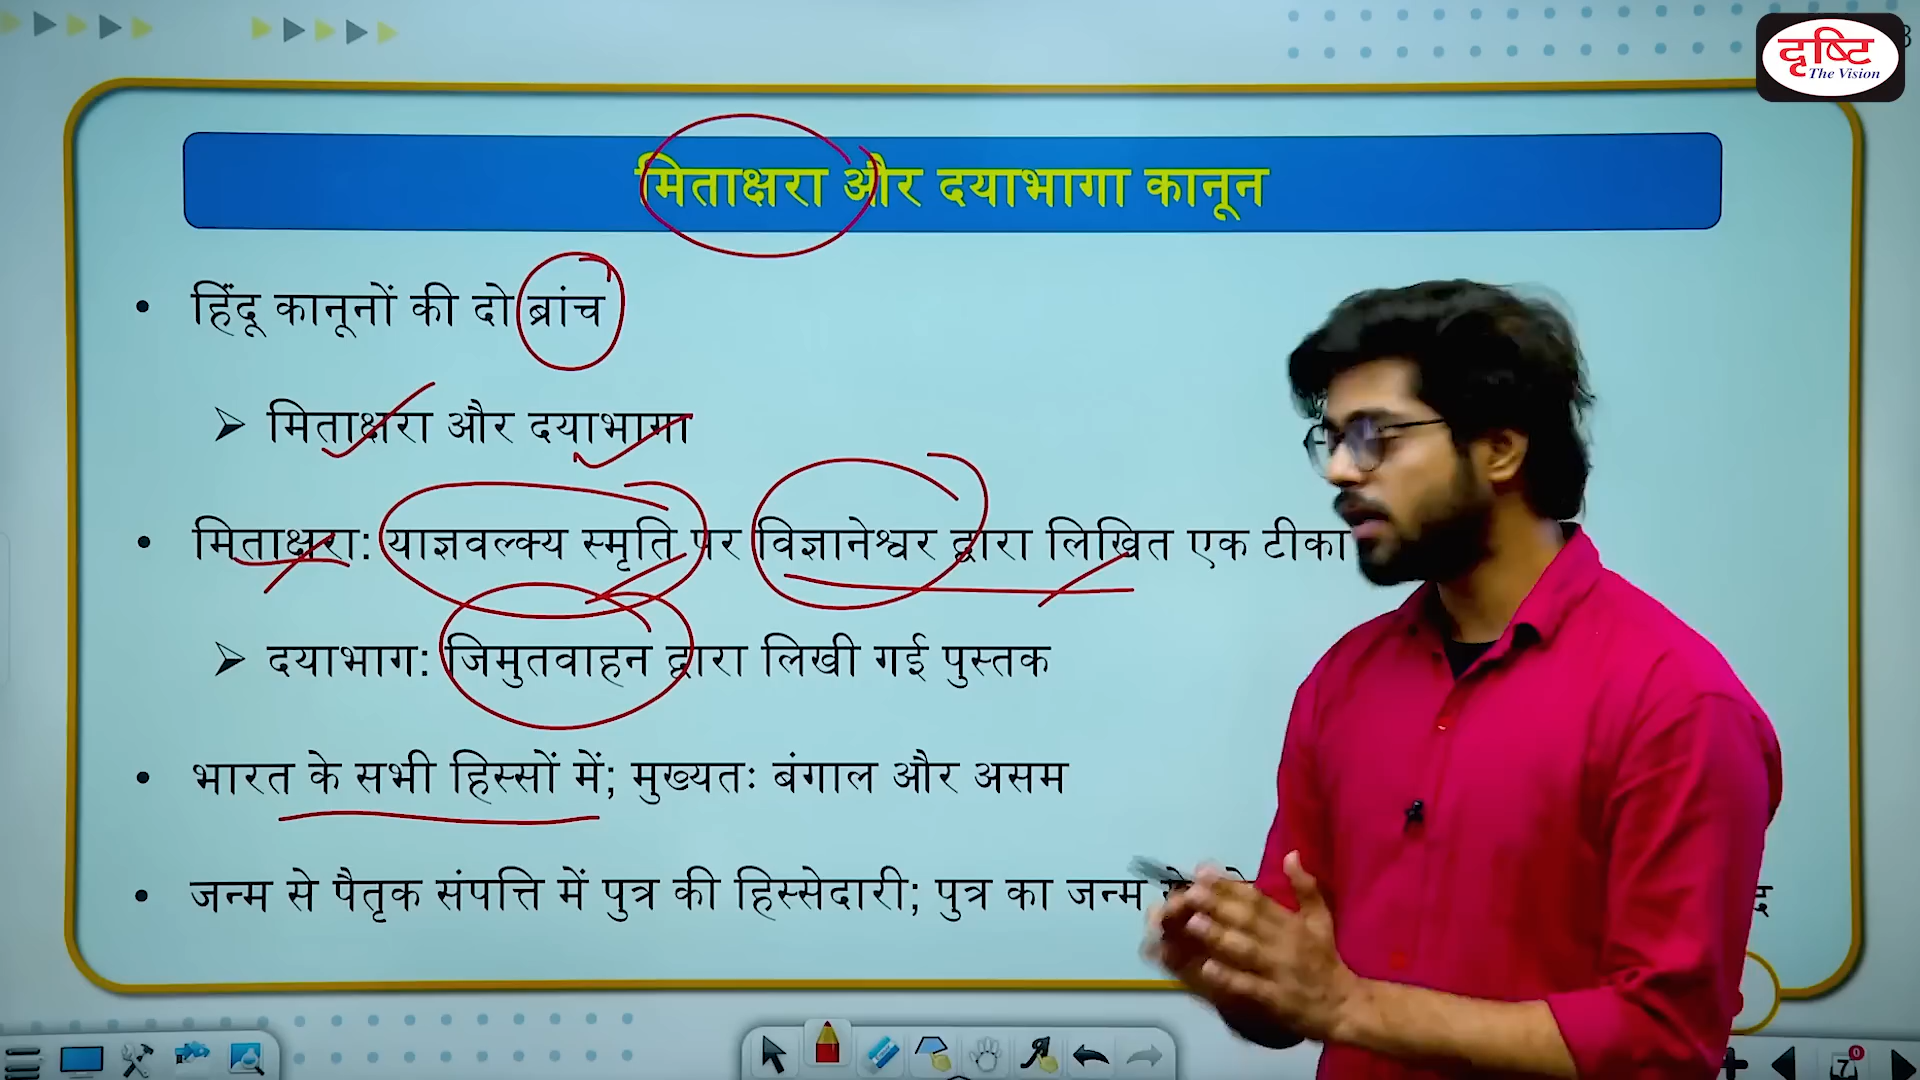 दृष्टि
The Vision
मिताक्षरा और दयाभागा कानून
• हिंदू कानूनों की दो ब्रांच
➢ मिताक्षरा और दयाभागा
• मिताक्षरा: याज्ञवल्क्य स्मृति पर विज्ञानेश्वर द्वारा लिखित एक टीका
➢ दयाभाग: जिमुतवाहन द्वारा लिखी गई पुस्तक
• भारत के सभी हिस्सों में; मुख्यतः बंगाल और असम
• जन्म से पैतृक संपत्ति में पुत्र की हिस्सेदारी; पुत्र का जन्म